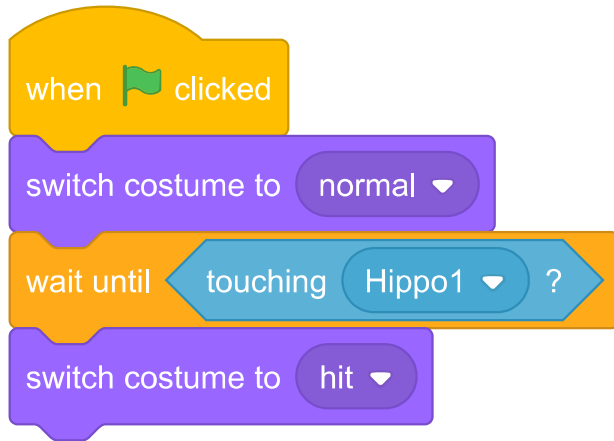 when clicked
switch costume to normal
wait until touching Hippo1 ?
switch costume to hit